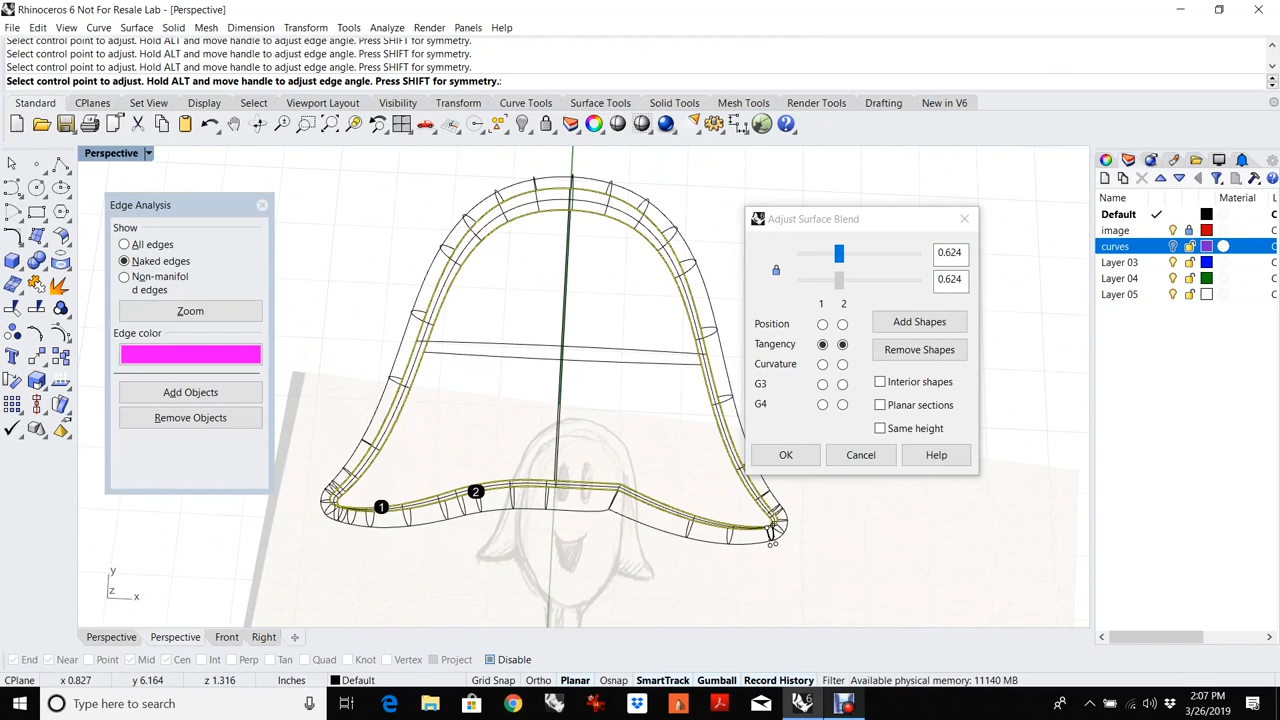 Rhinoceros 6 Not For Resale Lab - [Perspective]
File Edit View Curve Surface Solid Mesh Dimension Transform Tools Analyze Render Panels Help
Select control point to adjust. Hold ALT and move handle to adjust edge angle. Press SHIFT for symmetry.
Select control point to adjust. Hold ALT and move handle to adjust edge angle. Press SHIFT for symmetry.
Select control point to adjust. Hold ALT and move handle to adjust edge angle. Press SHIFT for symmetry.
Select control point to adjust. Hold ALT and move handle to adjust edge angle. Press SHIFT for symmetry.:
Standard CPlanes Set View Display Select Viewport Layout Visibility Transform Curve Tools Surface Tools Solid Tools Mesh Tools Render Tools Drafting New in V6
Perspective
Edge Analysis
Show
All edges
Naked edges
Non-manifol
d edges
Zoom
Edge color
Add Objects
Remove Objects
Adjust Surface Blend
0.624
0.624
1 2
Position
Tangency
Curvature
G3
G4
Add Shapes
Remove Shapes
Interior shapes
Planar sections
Same height
OK Cancel Help
1
2
y
z
x
Name L Material L
Default C
image C
curves C
Layer 03 C
Layer 04 C
Layer 05 C
Perspective Perspective Front Right
End Near Point Mid Cen Int Perp Tan Quad Knot Vertex Project Disable
CPlane x 0.827 y 6.164 z 1.316 Inches Default Grid Snap Ortho Planar Osnap SmartTrack Gumball Record History Filter Available physical memory: 11140 MB
Type here to search
2:07 PM
3/26/2019